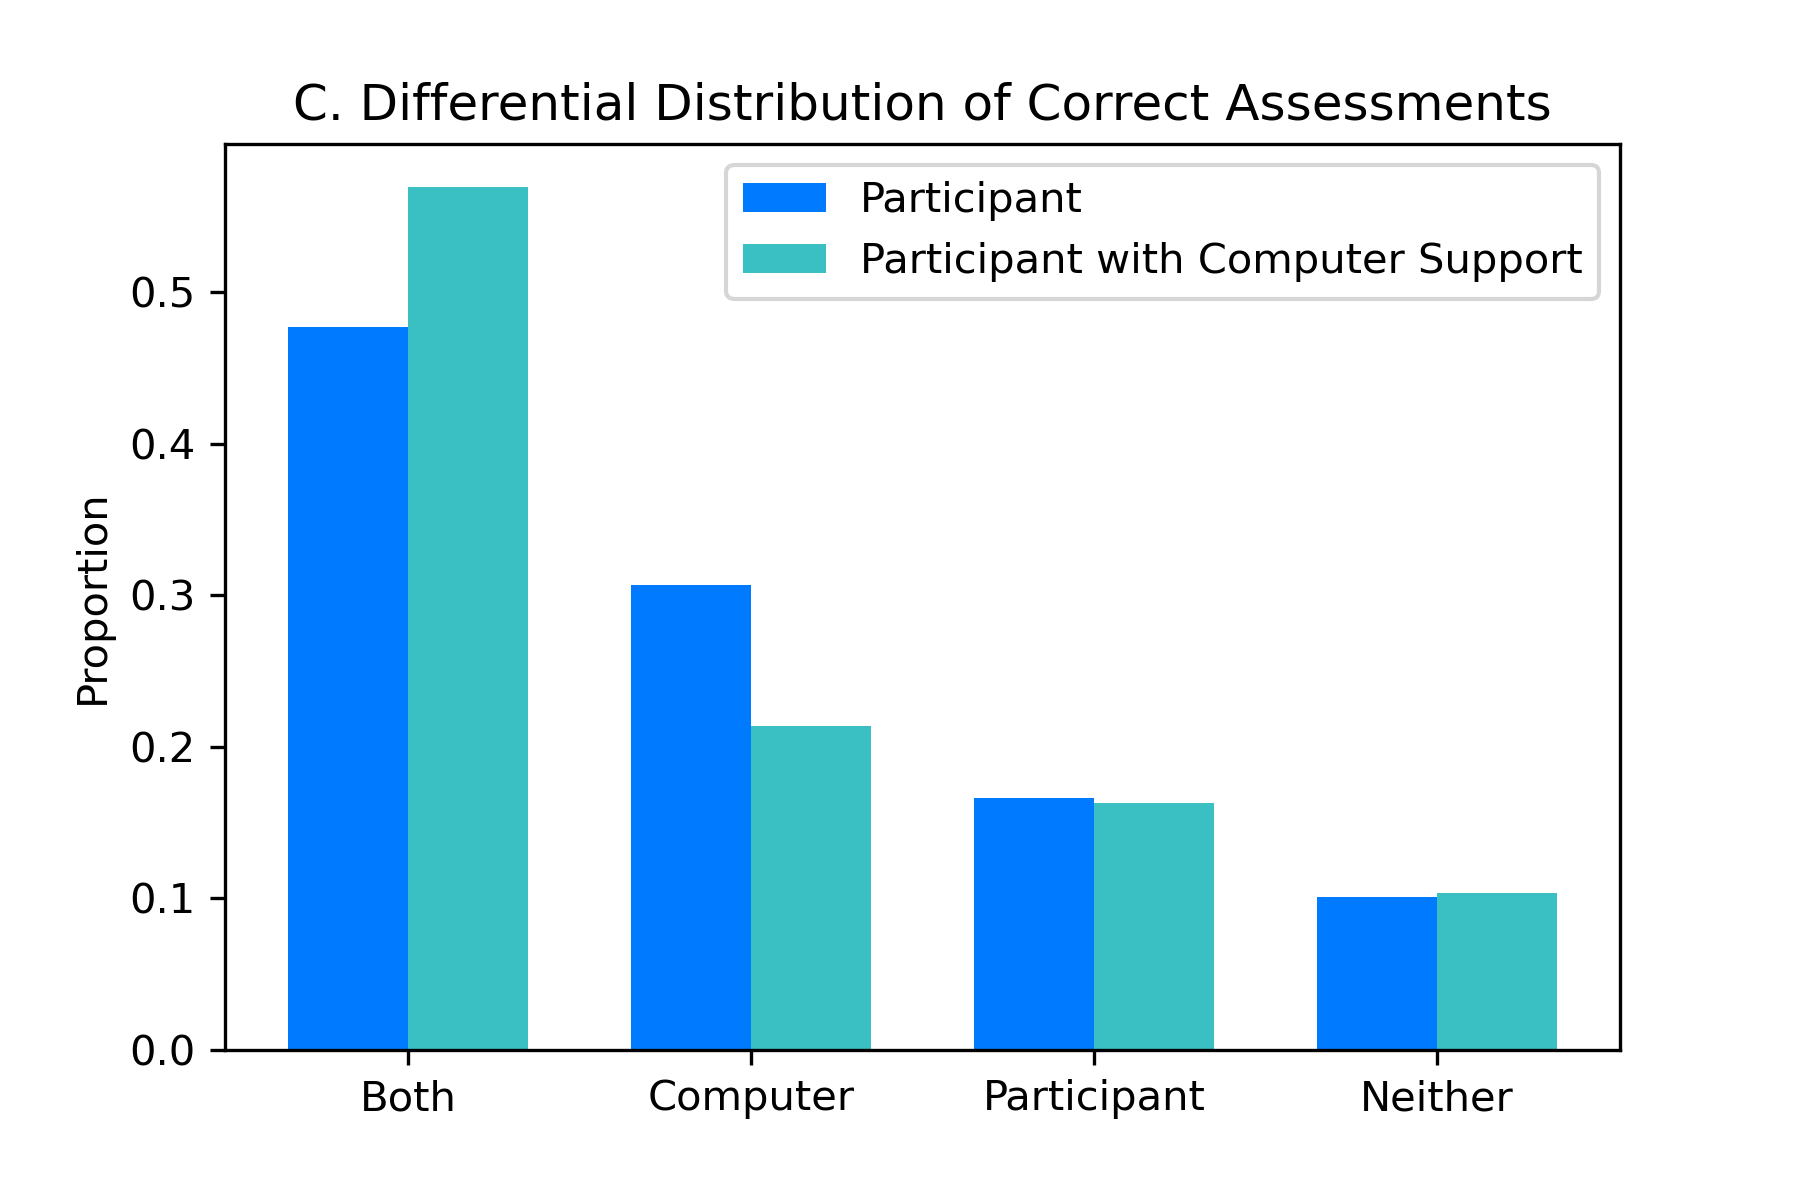 C. Differential Distribution of Correct Assessments
Participant
Participant with Computer Support
Proportion
0.5
0.4
0.3
0.2
0.1
0.0
Both
Computer
Participant
Neither